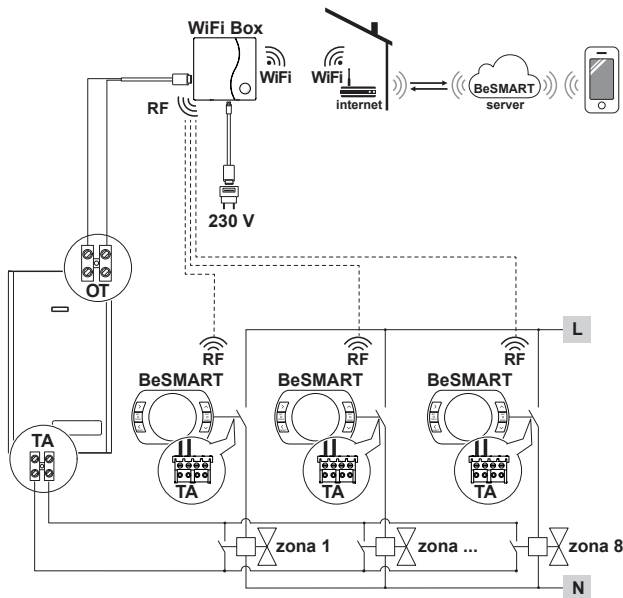 WiFi Box
WiFi
WiFi
RF
internet
BeSMART
server
230 V
OT
L
RF
RF
RF
BeSMART
BeSMART
BeSMART
TA
TA
TA
TA
zona 1
zona ...
zona 8
N